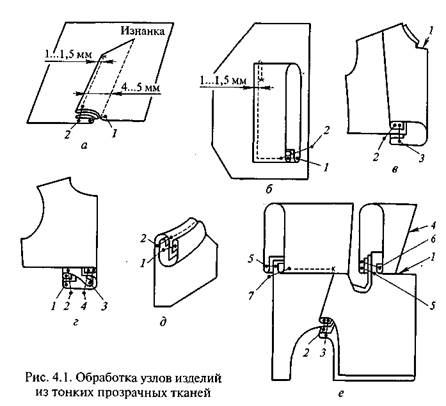 Изнанка
1...1,5 мм
4...5 мм
2
1
а
1...1,5 мм
2
1
б
1
2
3
в
1
2
4
3
г
2
1
д
5
7
4
6
1
5
2
3
е
Рис. 4.1. Обработка узлов изделий
из тонких прозрачных тканей